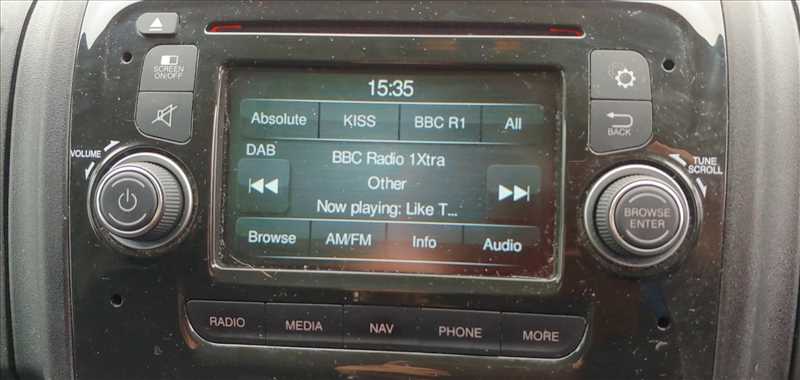 SCREEN
ON/OFF
15:35
Absolute KISS BBC R1 All
BACK
VOLUME
DAB
BBC Radio 1Xtra
TUNE
SCROLL
Other
Now playing: Like T...
BROWSE
ENTER
Browse AM/FM Info Audio
RADIO MEDIA NAV PHONE MORE